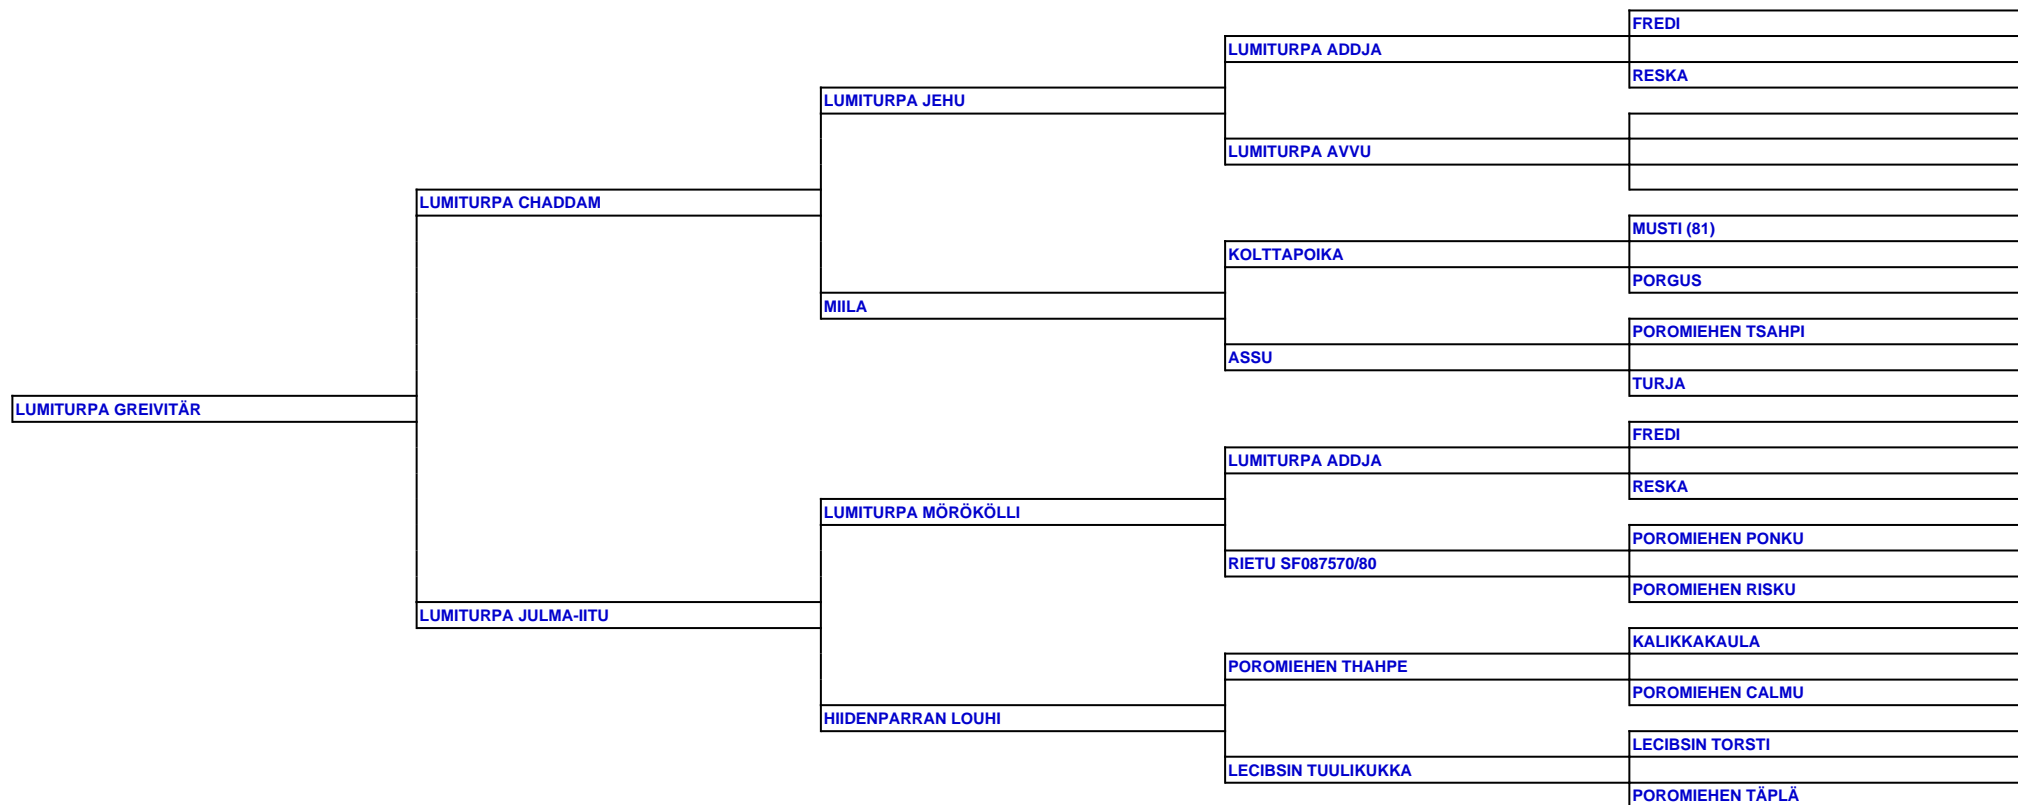 FREDI
LUMITURPA ADDJA
RESKA
LUMITURPA JEHU
LUMITURPA AVVU
LUMITURPA CHADDAM
MUSTI (81)
KOLTTAPOIKA
PORGUS
MIILA
POROMIEHEN TSAHPI
ASSU
TURJA
LUMITURPA GREIVITÄR
FREDI
LUMITURPA ADDJA
RESKA
LUMITURPA MÖRÖKÖLLI
POROMIEHEN PONKU
RIETU SF087570/80
POROMIEHEN RISKU
LUMITURPA JULMA-IITU
KALIKKAKAULA
POROMIEHEN THAHPE
POROMIEHEN CALMU
HIIDENPARRAN LOUHI
LECIBSIN TORSTI
LECIBSIN TUULIKUKKA
POROMIEHEN TÄPLÄ